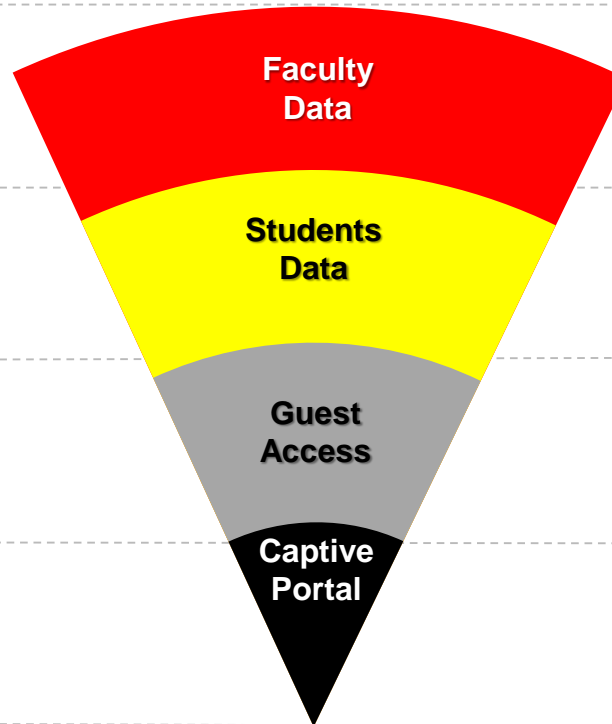 Faculty
Data
Students
Data
Guest
Access
Captive
Portal